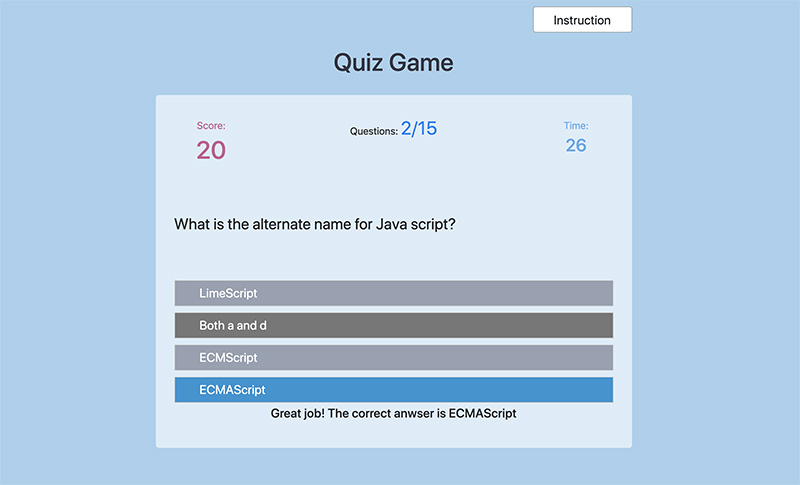 Instruction
Quiz Game
Score:
20
Questions: 2/15
Time:
26
What is the alternate name for Java script?
LimeScript
Both a and d
ECMScript
ECMAScript
Great job! The correct anwser is ECMAScript